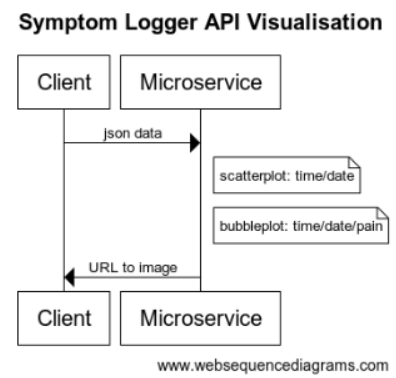 Symptom Logger API Visualisation
Client
Microservice
json data
scatterplot: time/date
bubbleplot: time/date/pain
URL to image
Client
Microservice
www.websequencediagrams.com